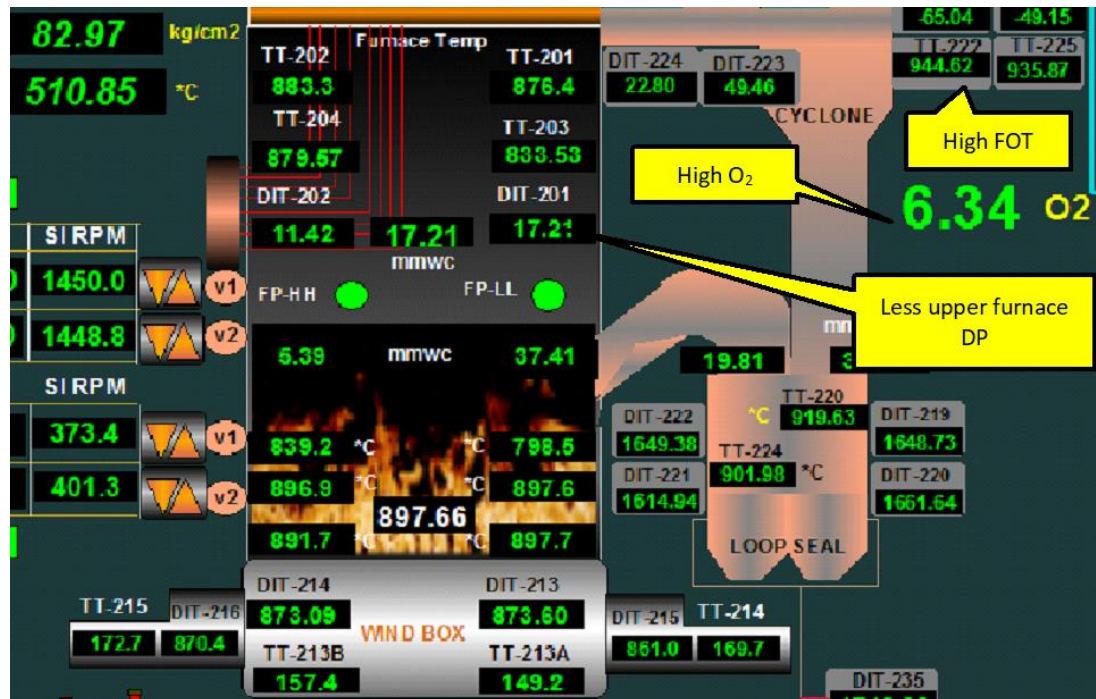 82.97 kg/cm2
510.85 °C
Furnace Temp
TT-202 TT-201
883.3 876.4
TT-204 TT-203
879.57 833.53
DIT-202 DIT-201
11.42 17.21 17.21
mmwc
FP-HH FP-LL
5.39 mmwc 37.41
839.2 °C °C 798.5
896.9 °C °C 897.6
897.66
891.7 °C °C 897.7
SI RPM
1450.0 v1
1448.8 v2
SI RPM
373.4 v1
401.3 v2
DIT-214 DIT-213
873.09 873.60
WIND BOX
TT-213B TT-213A
157.4 149.2
TT-215 DIT-216
172.7 870.4
DIT-215 TT-214
861.0 169.7
DIT-224 DIT-223
22.80 49.46
CYCLONE
-65.04 -49.15
TT-222 TT-225
944.62 935.87
High FOT
High O₂
6.34 O2
Less upper furnace
DP
19.81
TT-220
°C 919.63
DIT-222 DIT-219
1649.38 1648.73
TT-224
901.98 °C
DIT-221 DIT-220
1614.94 1661.64
LOOP SEAL
DIT-235